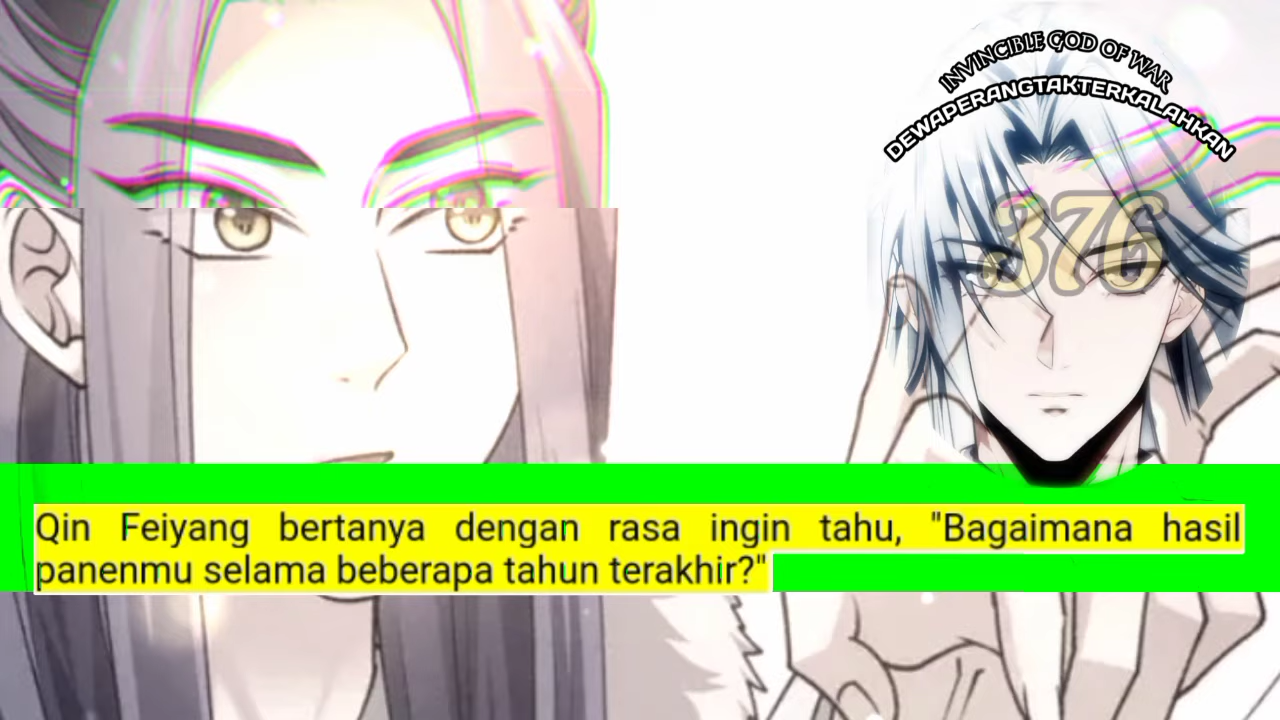 INVINCIBLE GOD OF WAR
DEWAPERANGTAKTERKALAHKAN
376
Qin Feiyang bertanya dengan rasa ingin tahu, "Bagaimana hasil
panenmu selama beberapa tahun terakhir?"